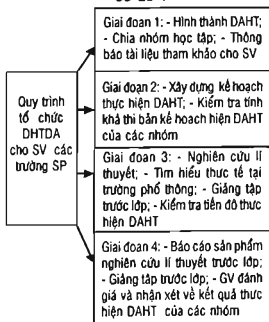 Giai đoạn 1: - Hình thành DAHT;
- Chia nhóm học tập; - Thông
báo tài liệu tham khảo cho SV
Quy trình
tổ chức
DHTDA
cho SV các
trường SP
Giai đoạn 2: - Xây dựng kế hoạch
thực hiện DAHT; - Kiểm tra tính
khả thi bản kế hoạch hiện DAHT
của các nhóm
Giai đoạn 3: - Nghiên cứu lí
thuyết; - Tìm hiểu thực tế tại
trường phổ thông; - Giảng tập
trước lớp; - Kiểm tra tiến độ thực
hiện DAHT
Giai đoạn 4: - Báo cáo sản phẩm
nghiên cứu lí thuyết trước lớp;
- Giảng tập trước lớp; - GV đánh
giá và nhận xét về kết quả thực
hiện DAHT của các nhóm